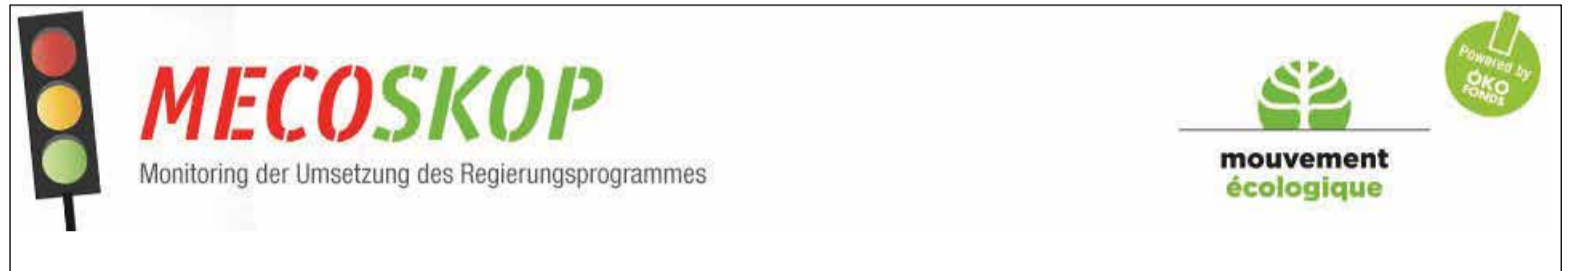 MECOSKOP
Monitoring der Umsetzung des Regierungsprogrammes
mouvement
écologique
Powered by
ÖKO
FONDS